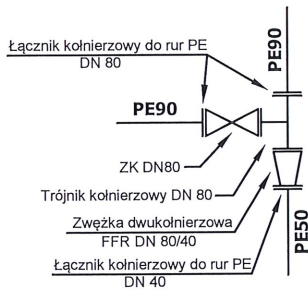 Łącznik kołnierzowy do rur PE
DN 80
PE90
PE90
ZK DN80
Trójnik kołnierzowy DN 80
Zwężka dwukołnierzowa
FFR DN 80/40
Łącznik kołnierzowy do rur PE
DN 40
PE50